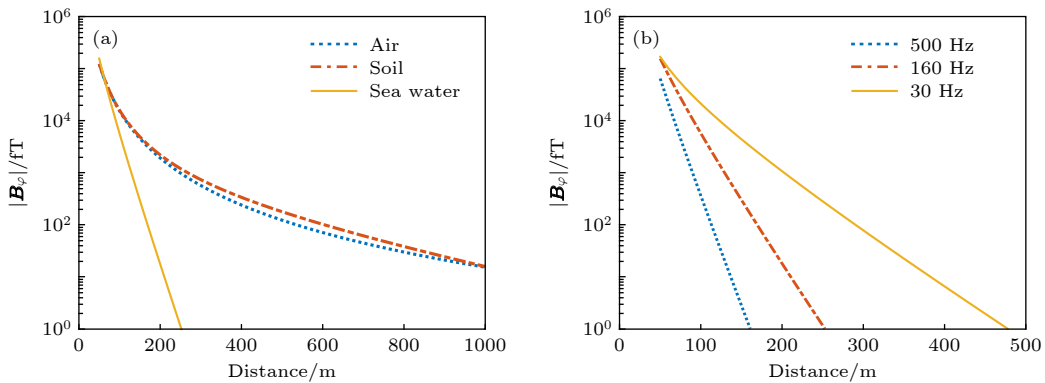 (a)
Air
Soil
Sea water
|B_φ|/fT
10^6
10^4
10^2
10^0
0 200 400 600 800 1000
Distance/m
(b)
500 Hz
160 Hz
30 Hz
|B_φ|/fT
10^6
10^4
10^2
10^0
0 100 200 300 400 500
Distance/m